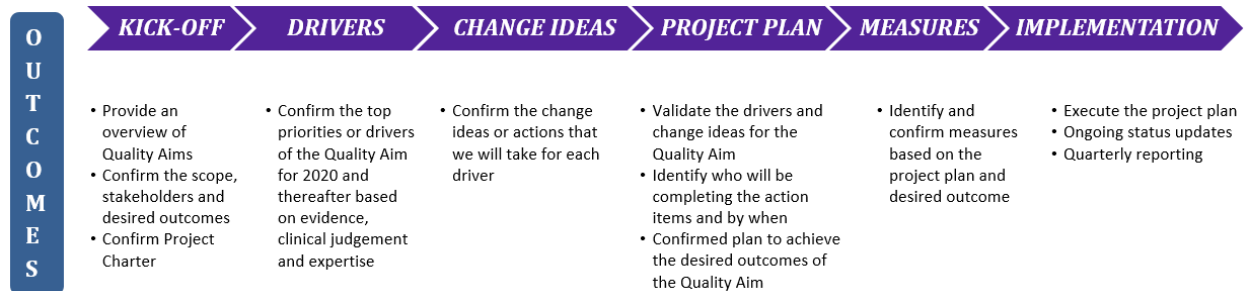 OUTCOMES
KICK-OFF
DRIVERS
CHANGE IDEAS
PROJECT PLAN
MEASURES
IMPLEMENTATION
• Provide an
overview of
Quality Aims
• Confirm the scope,
stakeholders and
desired outcomes
• Confirm Project
Charter
• Confirm the top
priorities or drivers
of the Quality Aim
for 2020 and
thereafter based
on evidence,
clinical judgement
and expertise
• Confirm the change
ideas or actions that
we will take for each
driver
• Validate the drivers and
change ideas for the
Quality Aim
• Identify who will be
completing the action
items and by when
• Confirmed plan to achieve
the desired outcomes of
the Quality Aim
• Identify and
confirm measures
based on the
project plan and
desired outcome
• Execute the project plan
• Ongoing status updates
• Quarterly reporting